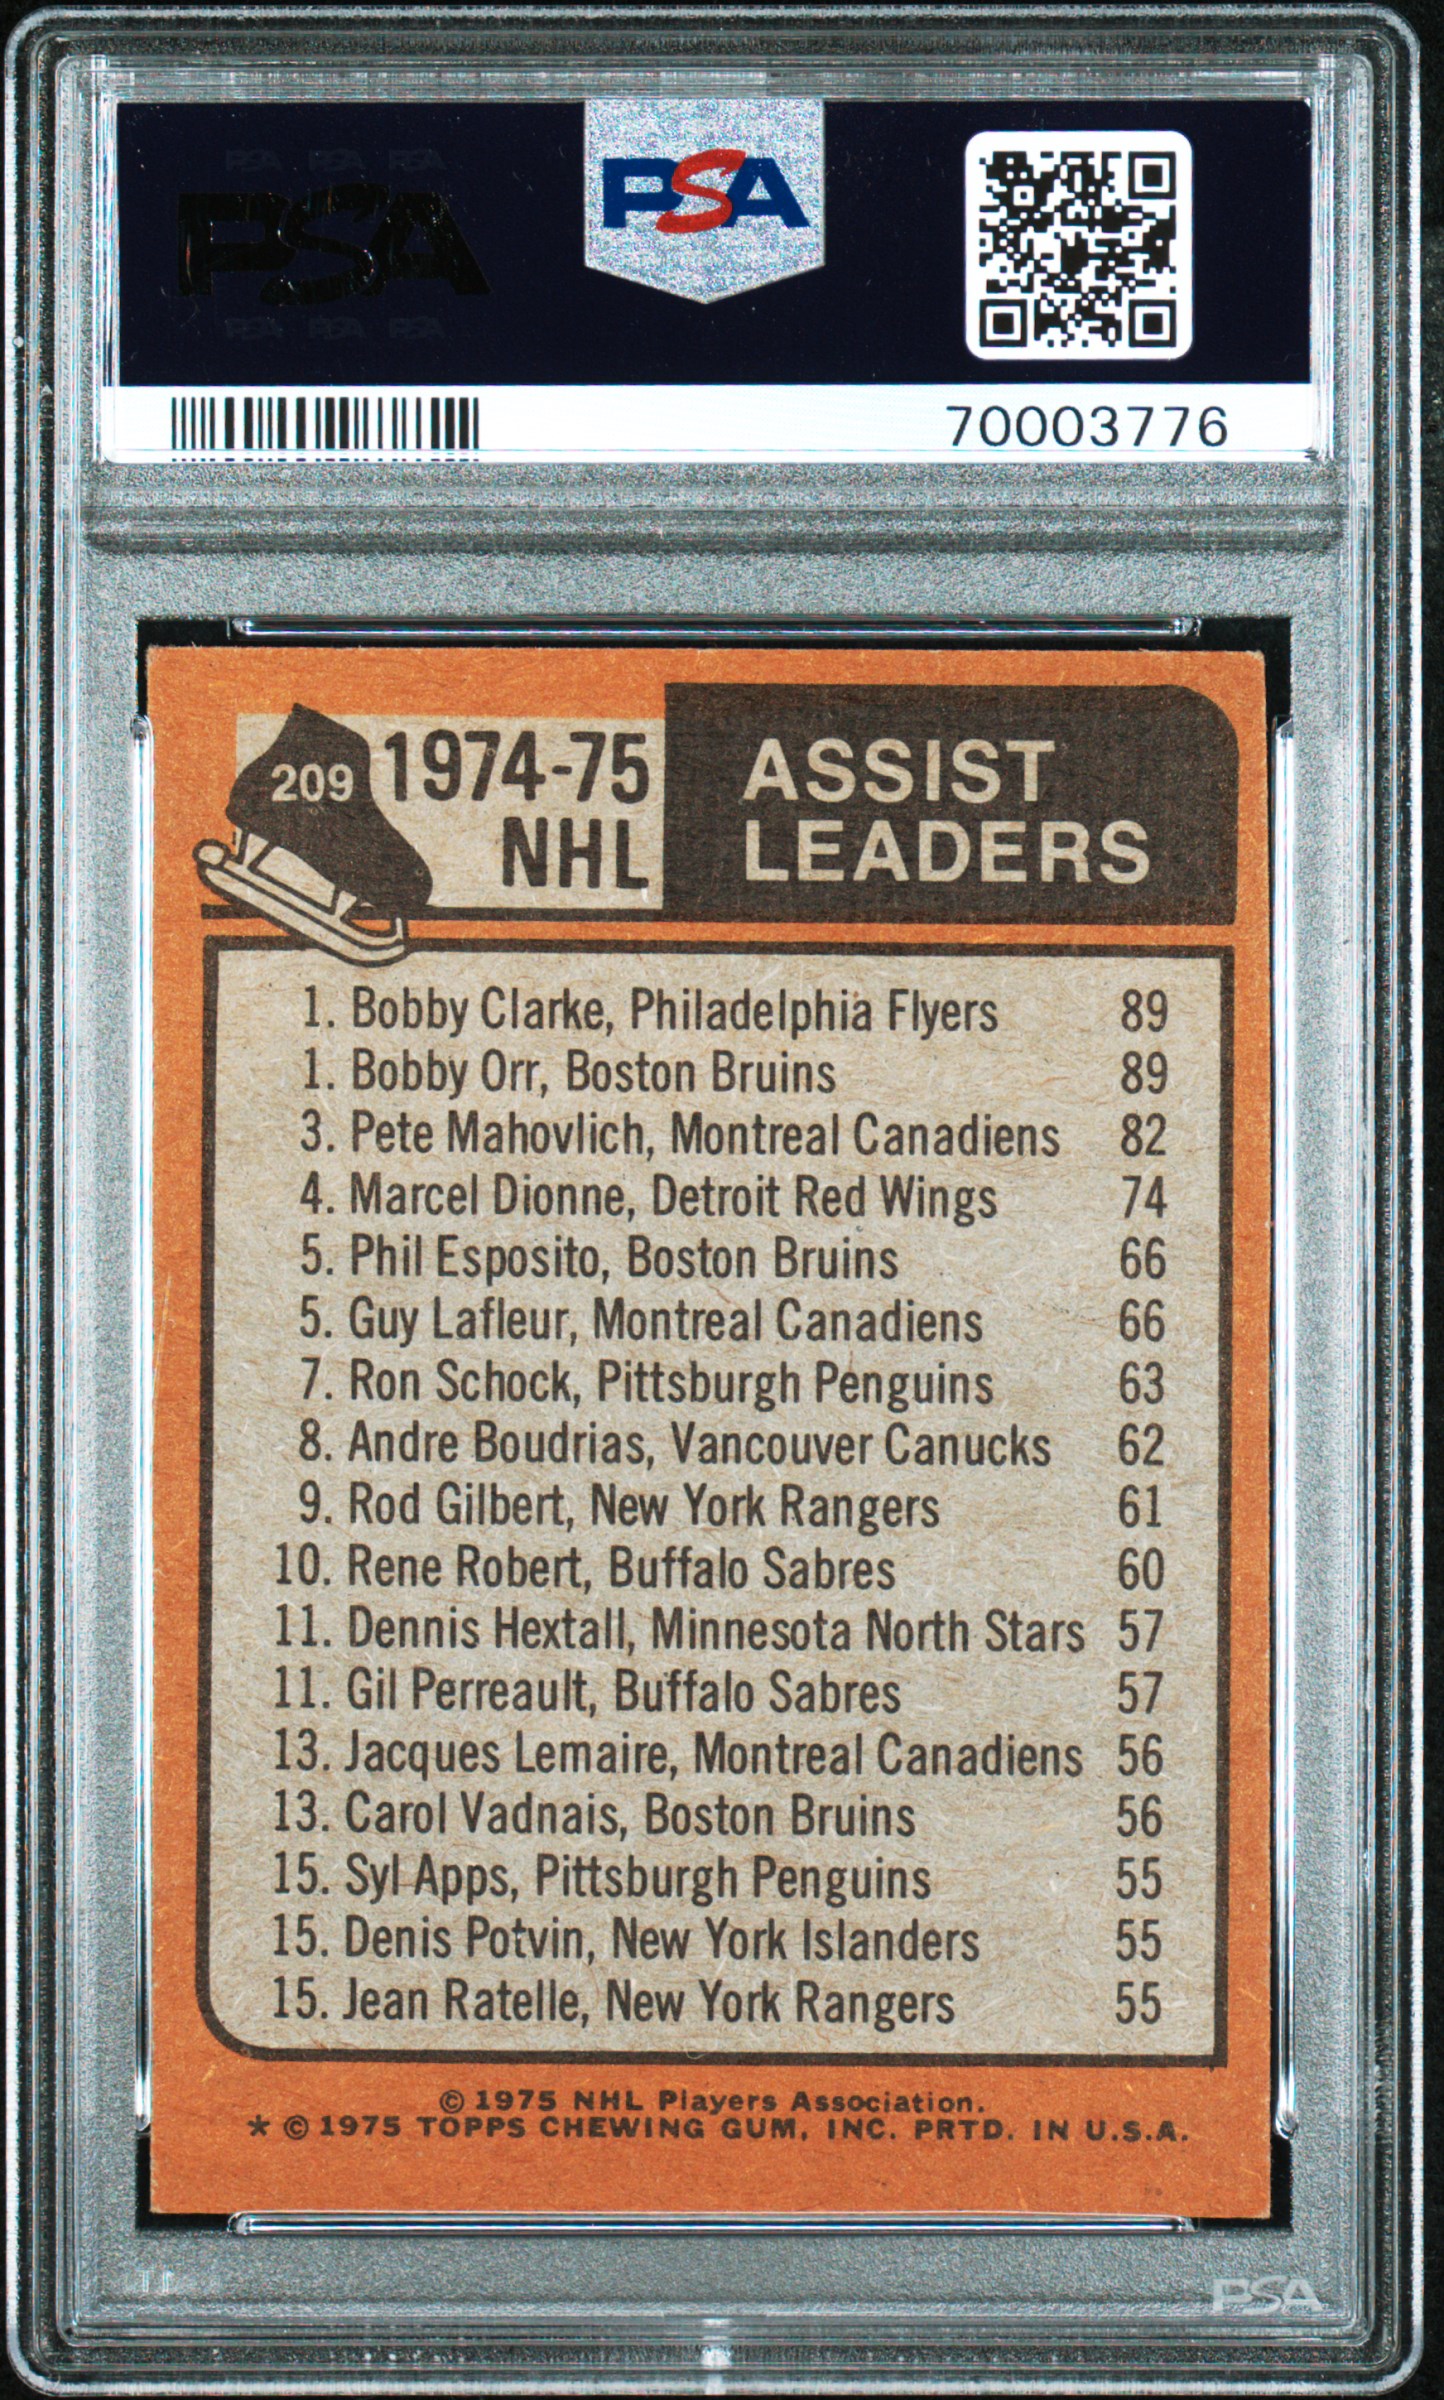 PSA PSA PSA
PSA
PSA PSA PSA
PSA
70003776
209
1974-75
NHL
ASSIST
LEADERS
1. Bobby Clarke, Philadelphia Flyers 89
1. Bobby Orr, Boston Bruins 89
3. Pete Mahovlich, Montreal Canadiens 82
4. Marcel Dionne, Detroit Red Wings 74
5. Phil Esposito, Boston Bruins 66
5. Guy Lafleur, Montreal Canadiens 66
7. Ron Schock, Pittsburgh Penguins 63
8. Andre Boudrias, Vancouver Canucks 62
9. Rod Gilbert, New York Rangers 61
10. Rene Robert, Buffalo Sabres 60
11. Dennis Hextall, Minnesota North Stars 57
11. Gil Perreault, Buffalo Sabres 57
13. Jacques Lemaire, Montreal Canadiens 56
13. Carol Vadnais, Boston Bruins 56
15. Syl Apps, Pittsburgh Penguins 55
15. Denis Potvin, New York Islanders 55
15. Jean Ratelle, New York Rangers 55
© 1975 NHL Players Association.
* © 1975 TOPPS CHEWING GUM, INC. PRTD. IN U.S.A.
PSA